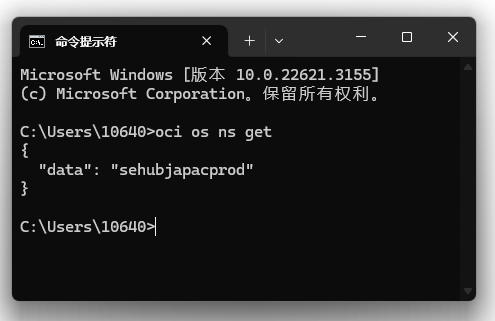 命令提示符
Microsoft Windows [版本 10.0.22621.3155]
(c) Microsoft Corporation。保留所有权利。
C:\Users\10640>oci os ns get
{
  "data": "sehubjapacprod"
}
C:\Users\10640>